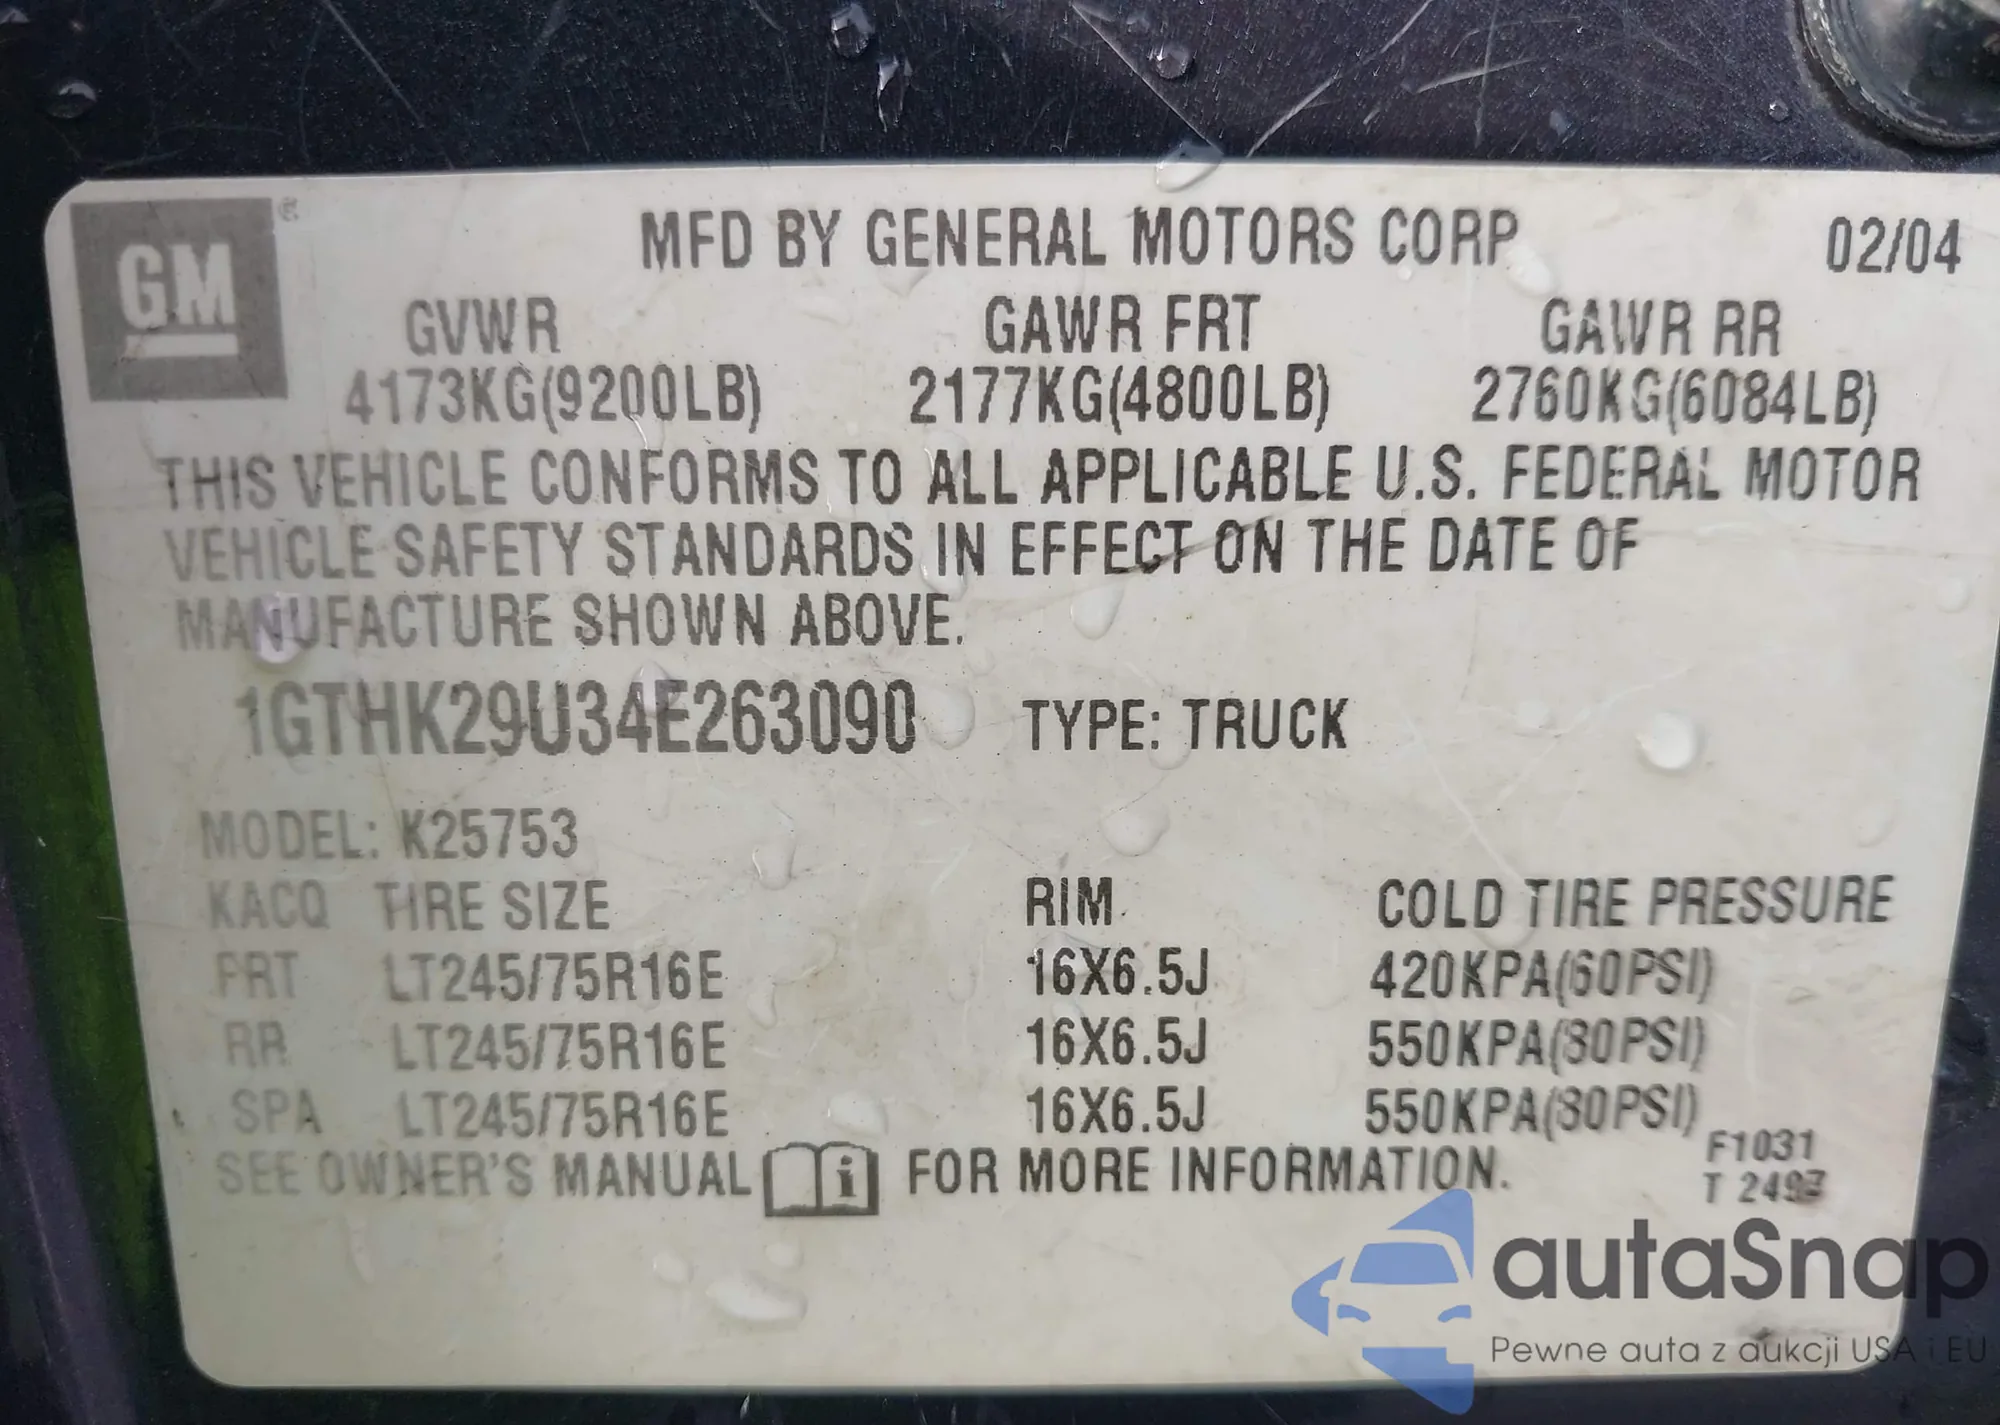 GM
MFD BY GENERAL MOTORS CORP 02/04
GVWR GAWR FRT GAWR RR
4173KG(9200LB) 2177KG(4800LB) 2760KG(6084LB)
THIS VEHICLE CONFORMS TO ALL APPLICABLE U.S. FEDERAL MOTOR
VEHICLE SAFETY STANDARDS IN EFFECT ON THE DATE OF
MANUFACTURE SHOWN ABOVE.
1GTHK29U34E263090 TYPE: TRUCK
MODEL: K25753
KACQ TIRE SIZE RIM COLD TIRE PRESSURE
FRT LT245/75R16E 16X6.5J 420KPA(60PSI)
RR LT245/75R16E 16X6.5J 550KPA(80PSI)
SPA LT245/75R16E 16X6.5J 550KPA(80PSI)
SEE OWNER'S MANUAL i FOR MORE INFORMATION.
F1031
T
autaSnap
Pewne auta z aukcji USA i EU